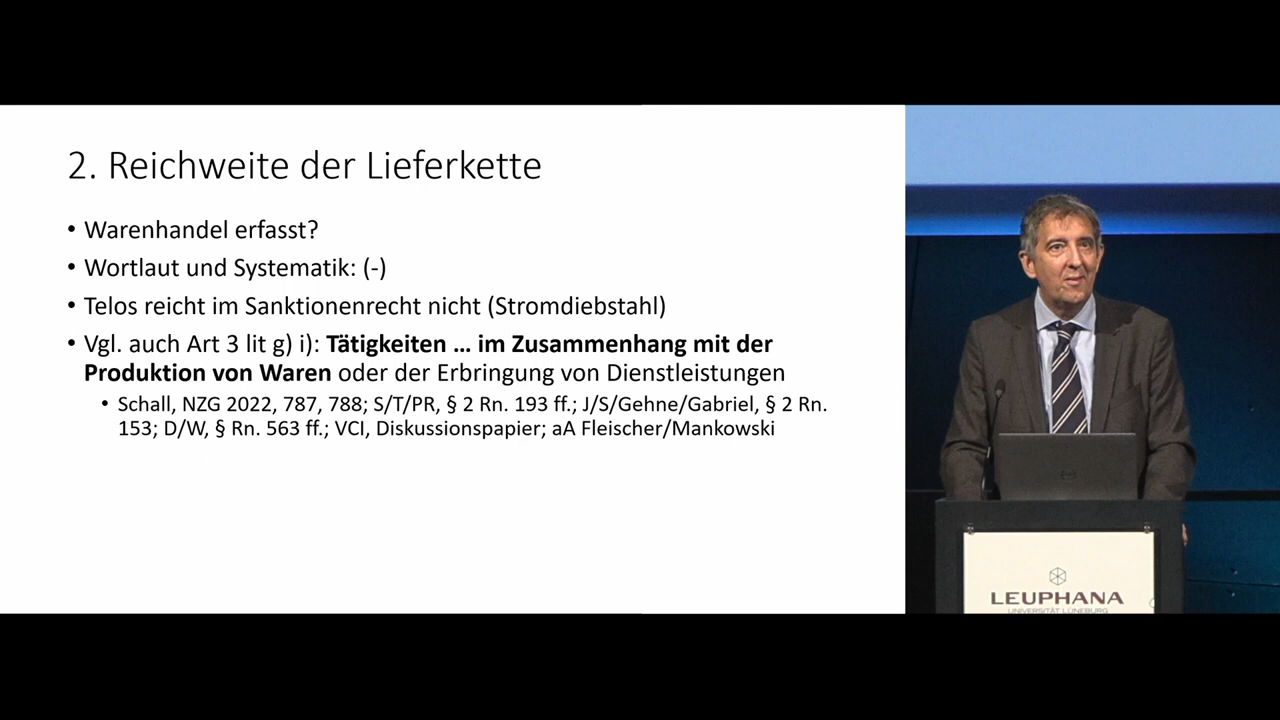 2. Reichweite der Lieferkette
• Warenhandel erfasst?
• Wortlaut und Systematik: (-)
• Telos reicht im Sanktionenrecht nicht (Stromdiebstahl)
• Vgl. auch Art 3 lit g) i): Tätigkeiten … im Zusammenhang mit der
Produktion von Waren oder der Erbringung von Dienstleistungen
• Schall, NZG 2022, 787, 788; S/T/PR, § 2 Rn. 193 ff.; J/S/Gehne/Gabriel, § 2 Rn.
153; D/W, § Rn. 563 ff.; VCI, Diskussionspapier; aA Fleischer/Mankowski
LEUPHANA
UNIVERSITÄT LÜNEBURG